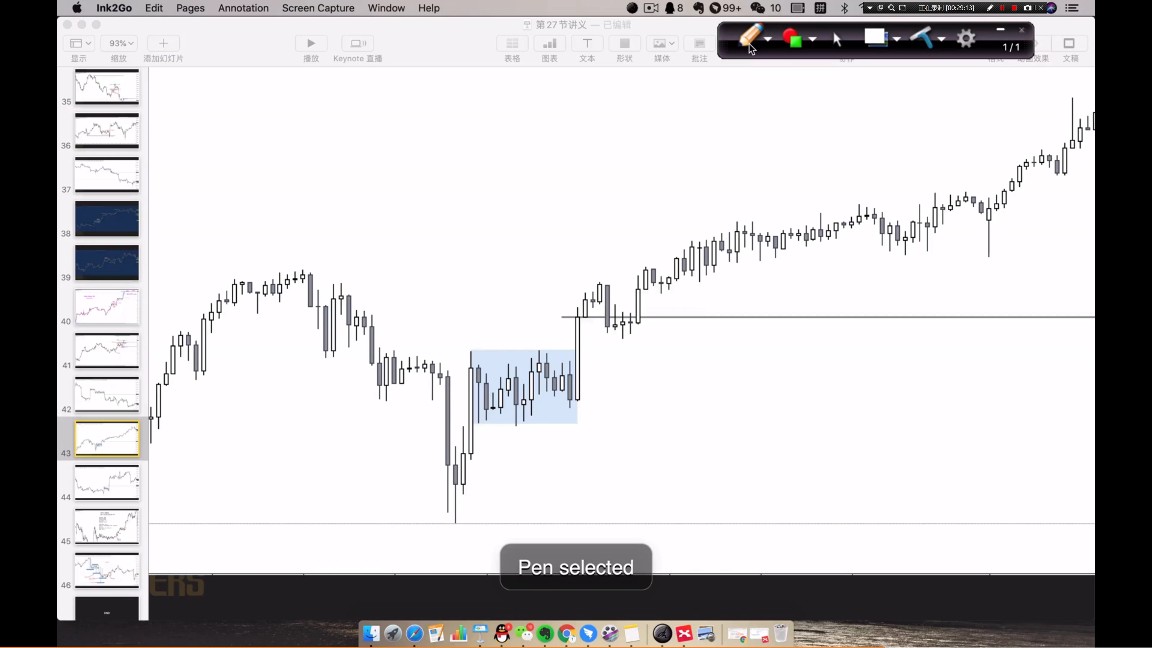 Ink2Go Edit Pages Annotation Screen Capture Window Help 8 99+ 10
第 27 节讲义 — 已编辑
93% 1/1
显示 缩放 添加幻灯片 播放 Keynote 直播 表格 图表 文本 形状 媒体 批注 文稿
35
36
37
38
39
40
41
42
43
44
45
46
Pen selected
ERS